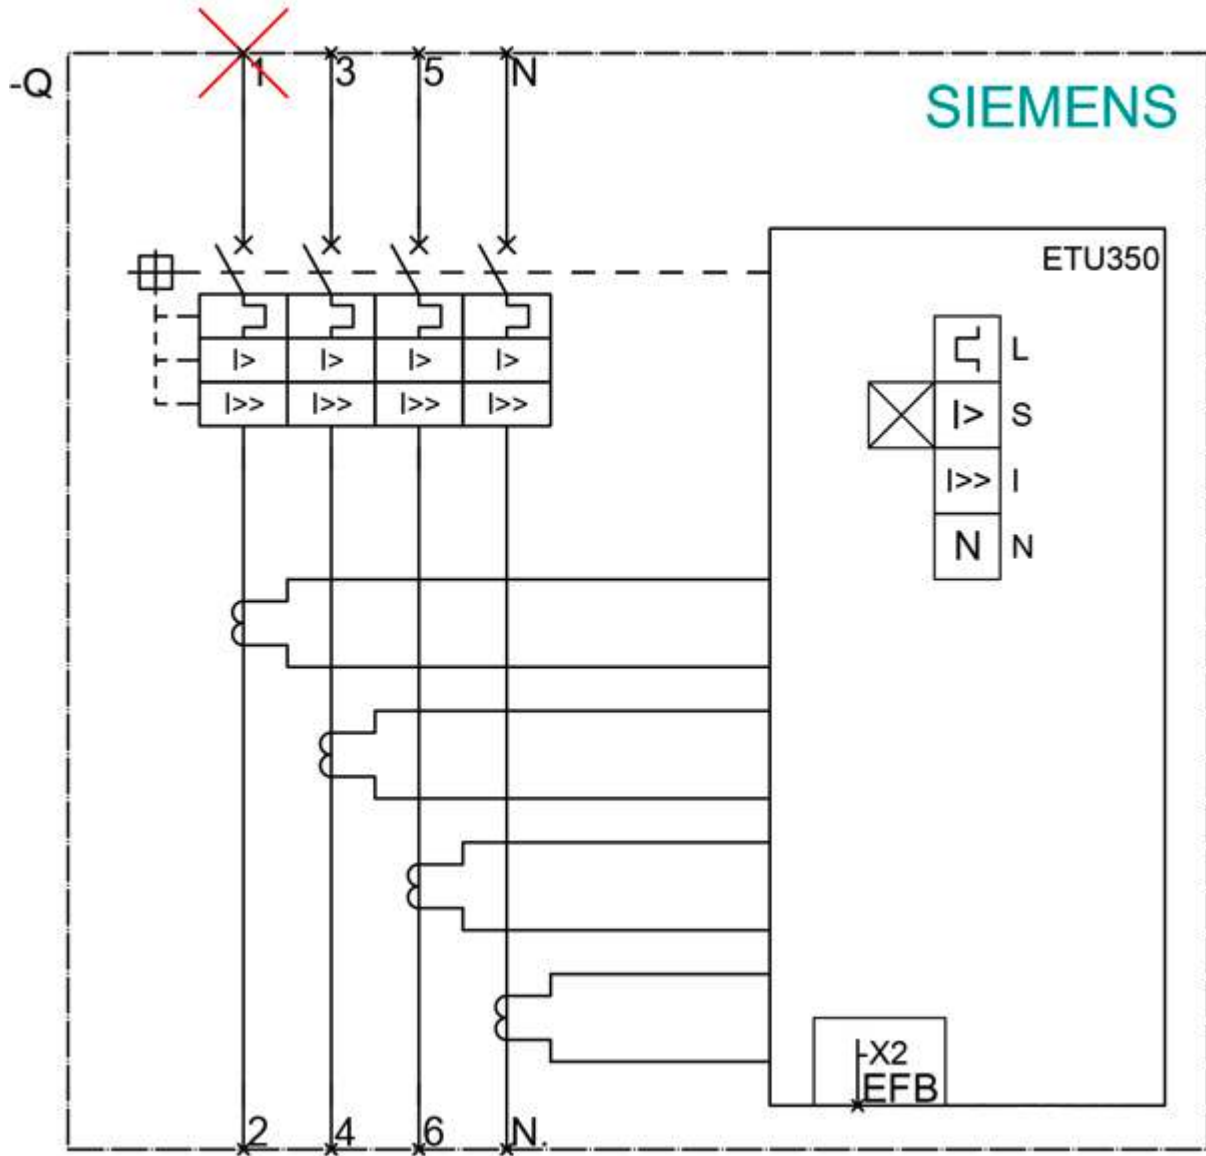 1 3 5 N
-Q
SIEMENS
ETU350
L
I> I> I> I>
I>> I>> I>> I>>
I> S
I>> I
N N
-X2
EFB
2 4 6 N.